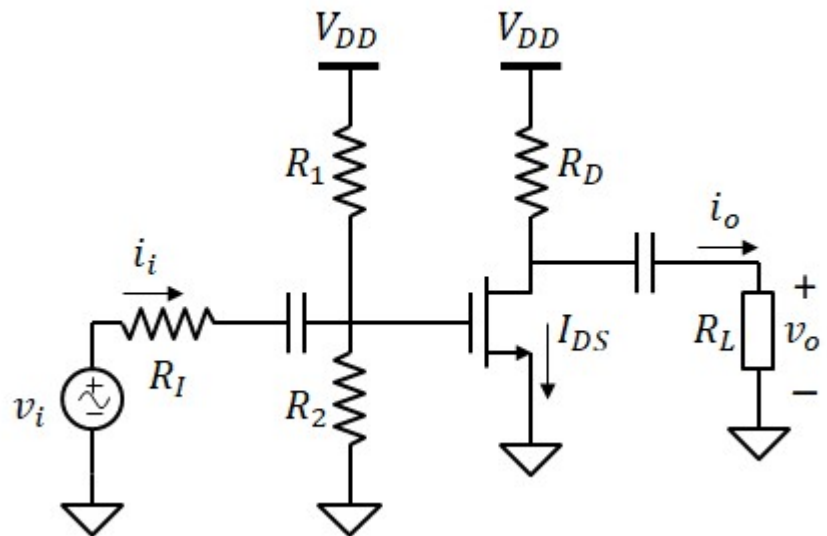 V_DD V_DD
R_1 R_D
i_i i_o
R_I R_2 I_DS R_L + v_o −
v_i + −